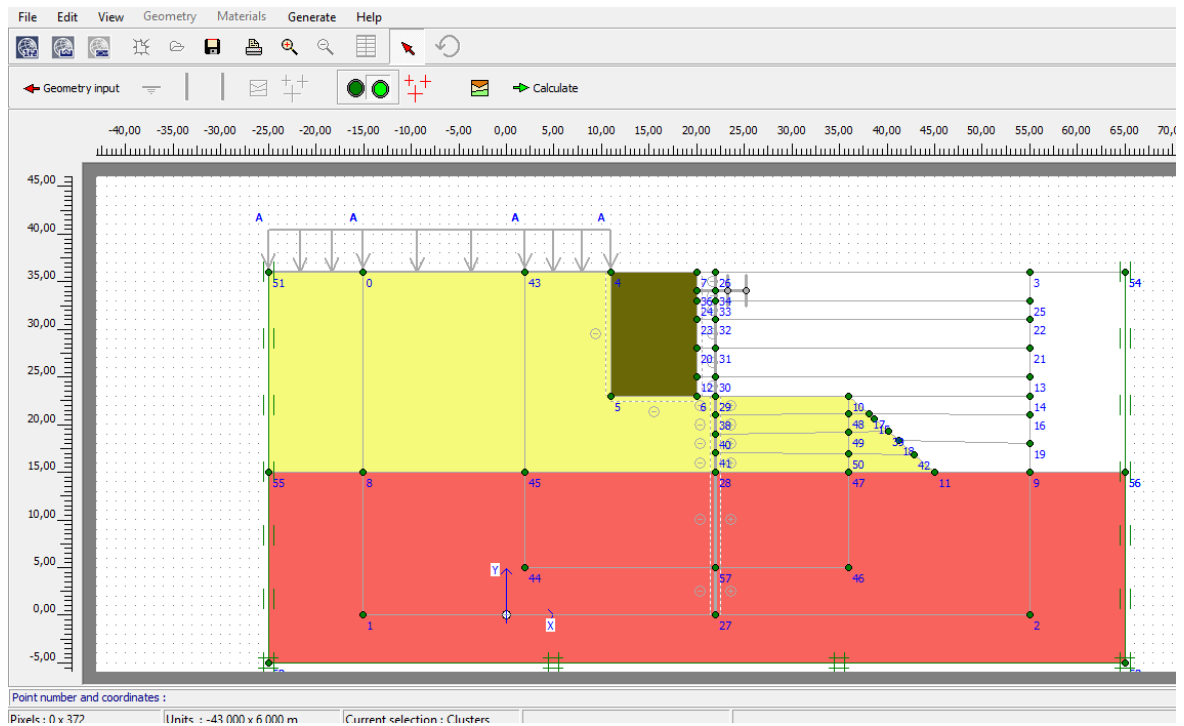 File Edit View Geometry Materials Generate Help
Geometry input Calculate
-40,00 -35,00 -30,00 -25,00 -20,00 -15,00 -10,00 -5,00 0,00 5,00 10,00 15,00 20,00 25,00 30,00 35,00 40,00 45,00 50,00 55,00 60,00 65,00 70,0
45,00
A A A A
40,00
35,00
51 0 43 4 7 26 3 54
36 34
24 33 25
30,00
23 32 22
25,00
20 31 21
12 30 13
5 6 29 10 14
20,00
38 48 17 16
40 49 18 19
15,00
41 50 42
55 8 45 28 47 11 9 56
10,00
5,00
Y 44 57 46
0,00
1 X 27 2
-5,00
Point number and coordinates :
Pixels : 0 x 372 Units : -43,000 x 6,000 m Current selection : Clusters